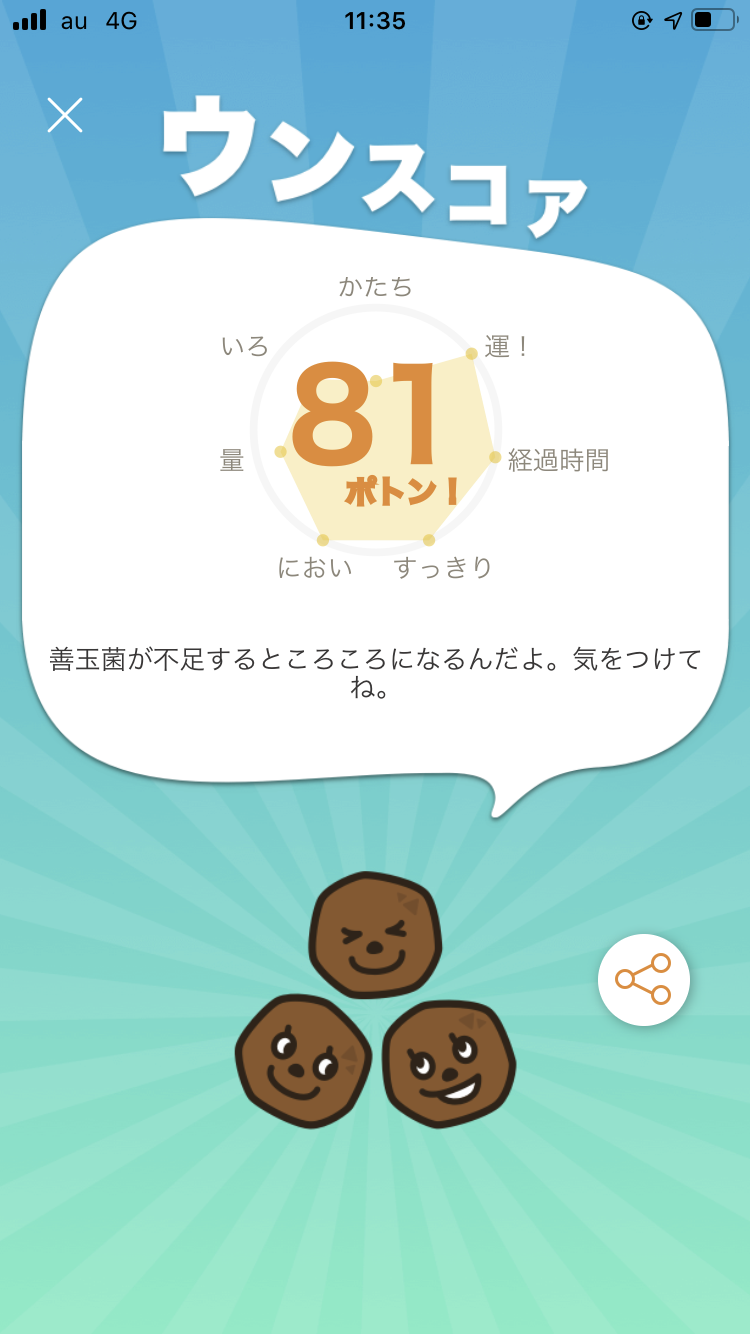 au 4G 11:35
ウンスコア
かたち
いろ 運！
81
ポトン！
量 経過時間
におい すっきり
善玉菌が不足するところころになるんだよ。気をつけて
ね。